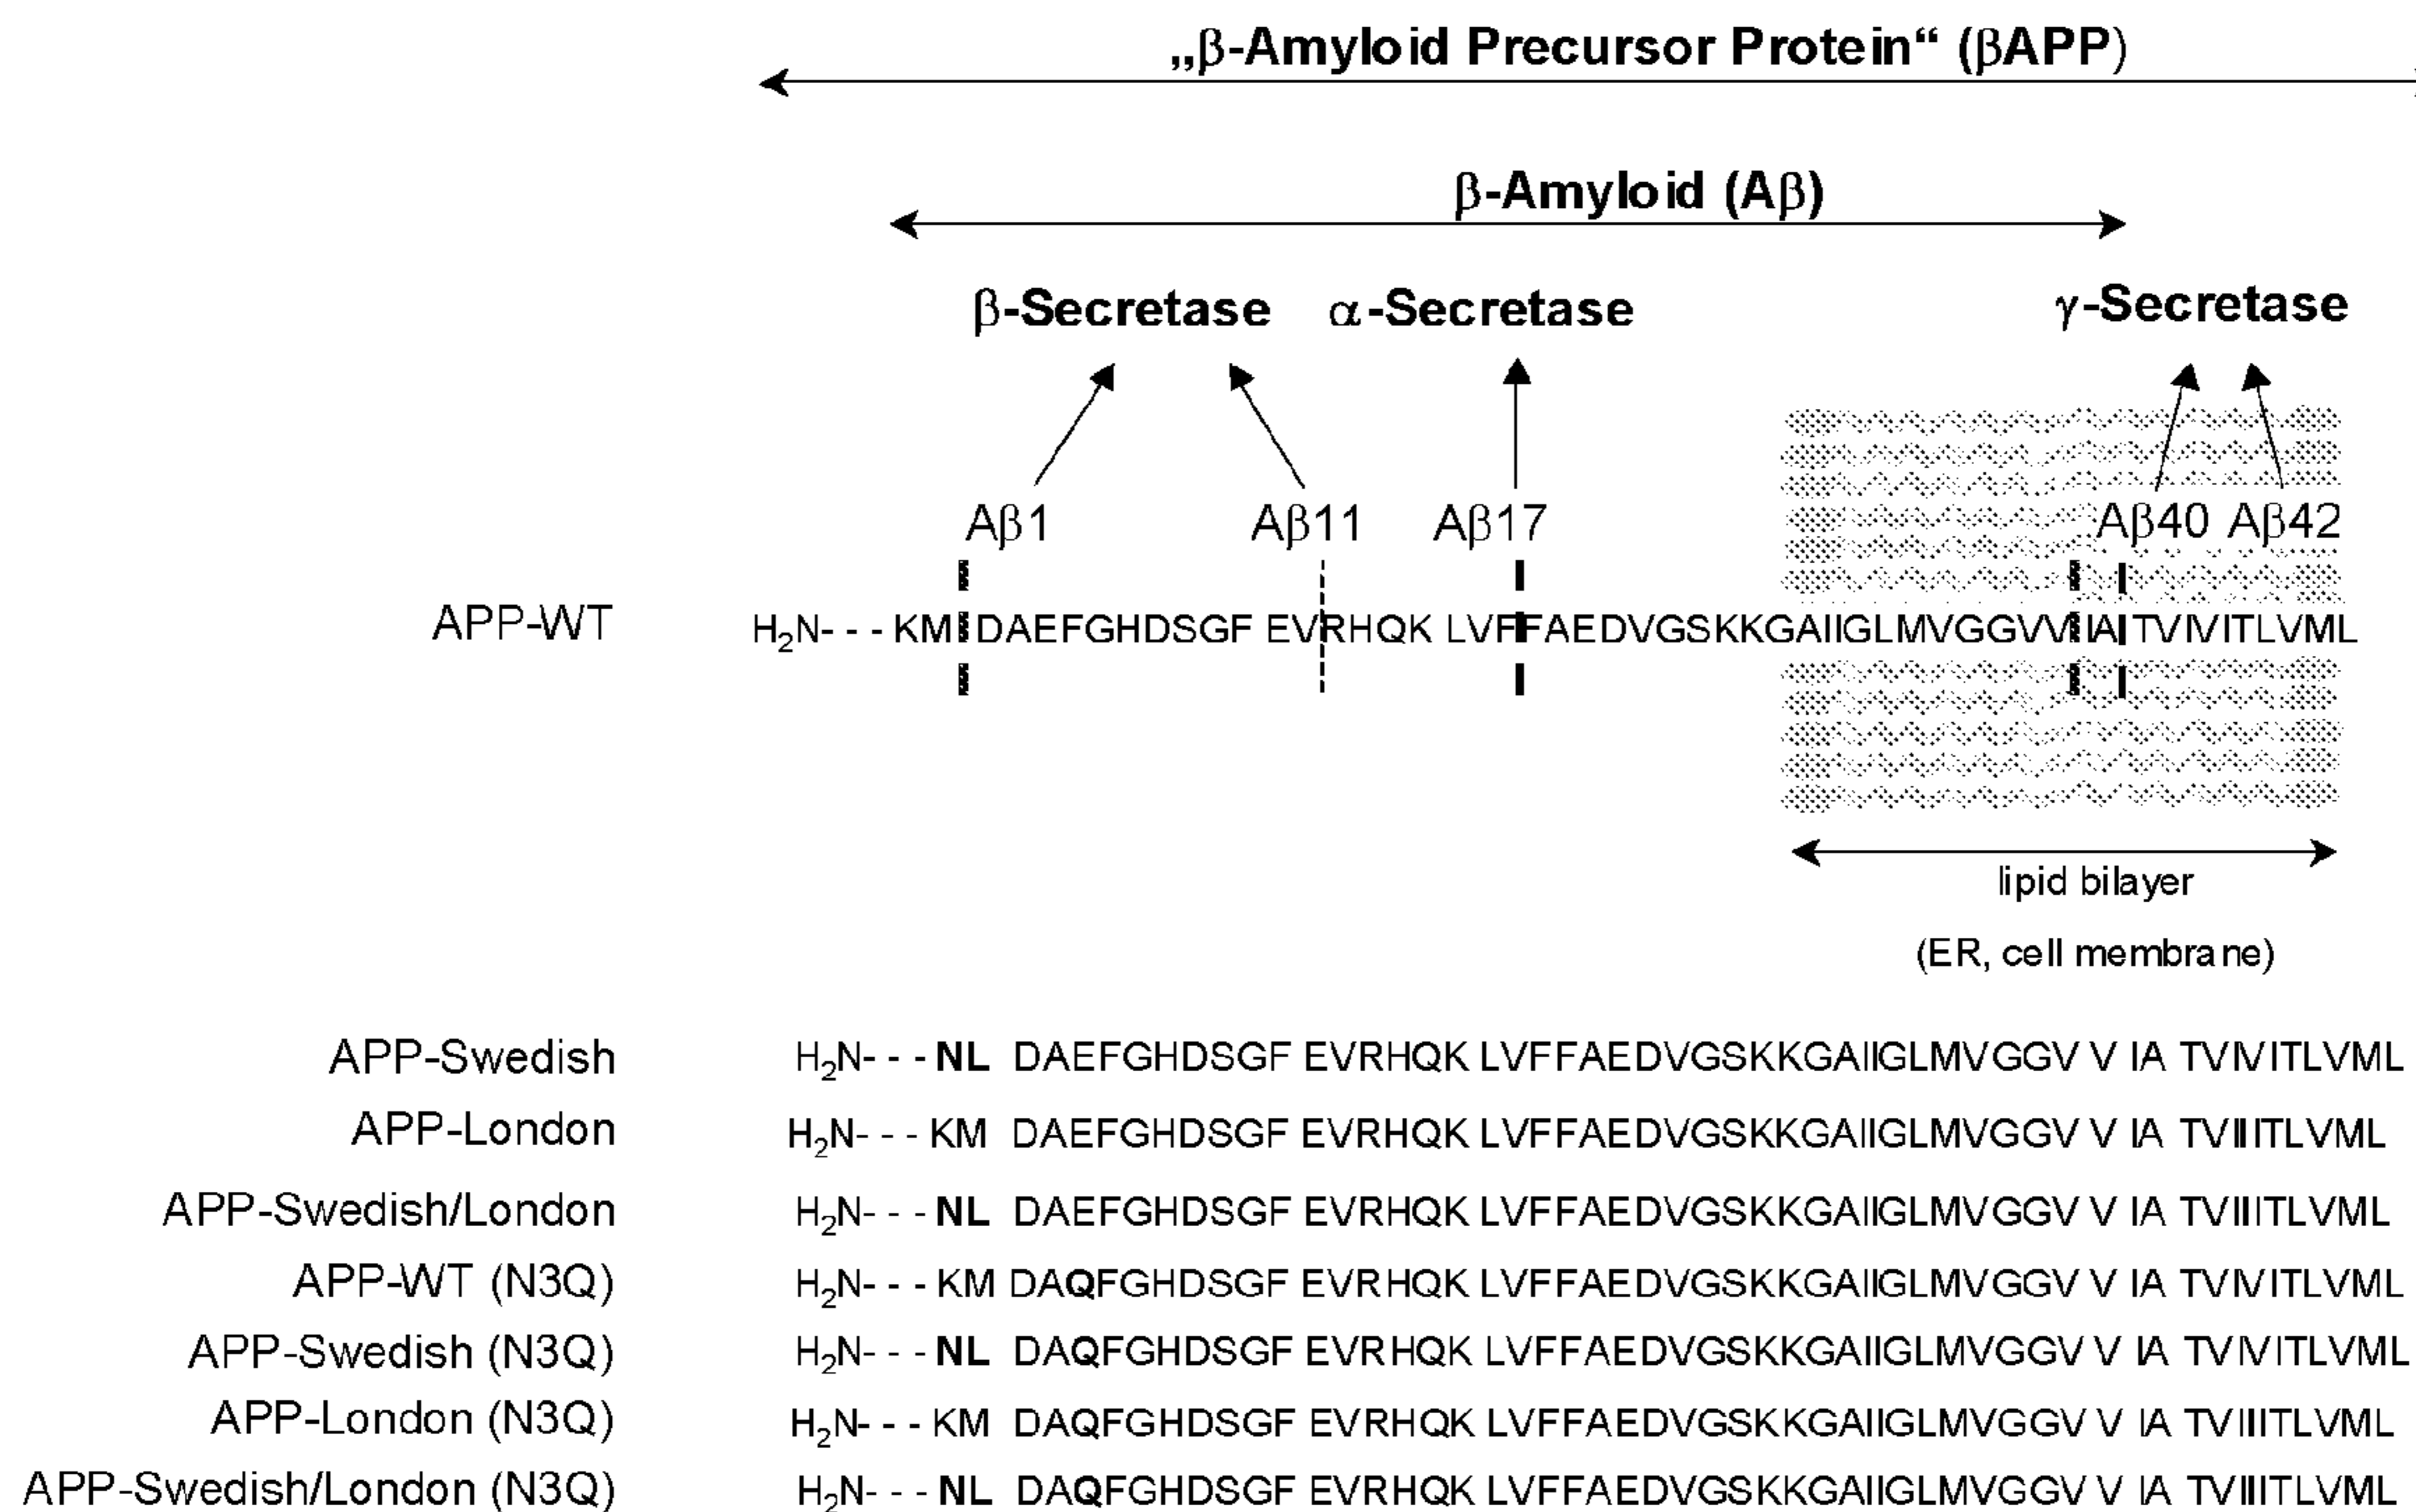 „β-Amyloid Precursor Protein“ (βAPP)
β-Amyloid (Aβ)
β-Secretase α-Secretase γ-Secretase
Aβ1 Aβ11 Aβ17 Aβ40 Aβ42
APP-WT H₂N- - - KM DAEFGHDSGF EVRHQK LVFFAEDVGSKKGAIIGLMVGGVV IA TVIVITLVML
lipid bilayer
(ER, cell membrane)
APP-Swedish H₂N- - - NL DAEFGHDSGF EVRHQK LVFFAEDVGSKKGAIIGLMVGGV V IA TVIVITLVML
APP-London H₂N- - - KM DAEFGHDSGF EVRHQK LVFFAEDVGSKKGAIIGLMVGGV V IA TVIIITLVML
APP-Swedish/London H₂N- - - NL DAEFGHDSGF EVRHQK LVFFAEDVGSKKGAIIGLMVGGV V IA TVIIITLVML
APP-WT (N3Q) H₂N- - - KM DAQFGHDSGF EVRHQK LVFFAEDVGSKKGAIIGLMVGGV V IA TVIVITLVML
APP-Swedish (N3Q) H₂N- - - NL DAQFGHDSGF EVRHQK LVFFAEDVGSKKGAIIGLMVGGV V IA TVIVITLVML
APP-London (N3Q) H₂N- - - KM DAQFGHDSGF EVRHQK LVFFAEDVGSKKGAIIGLMVGGV V IA TVIIITLVML
APP-Swedish/London (N3Q) H₂N- - - NL DAQFGHDSGF EVRHQK LVFFAEDVGSKKGAIIGLMVGGV V IA TVIIITLVML